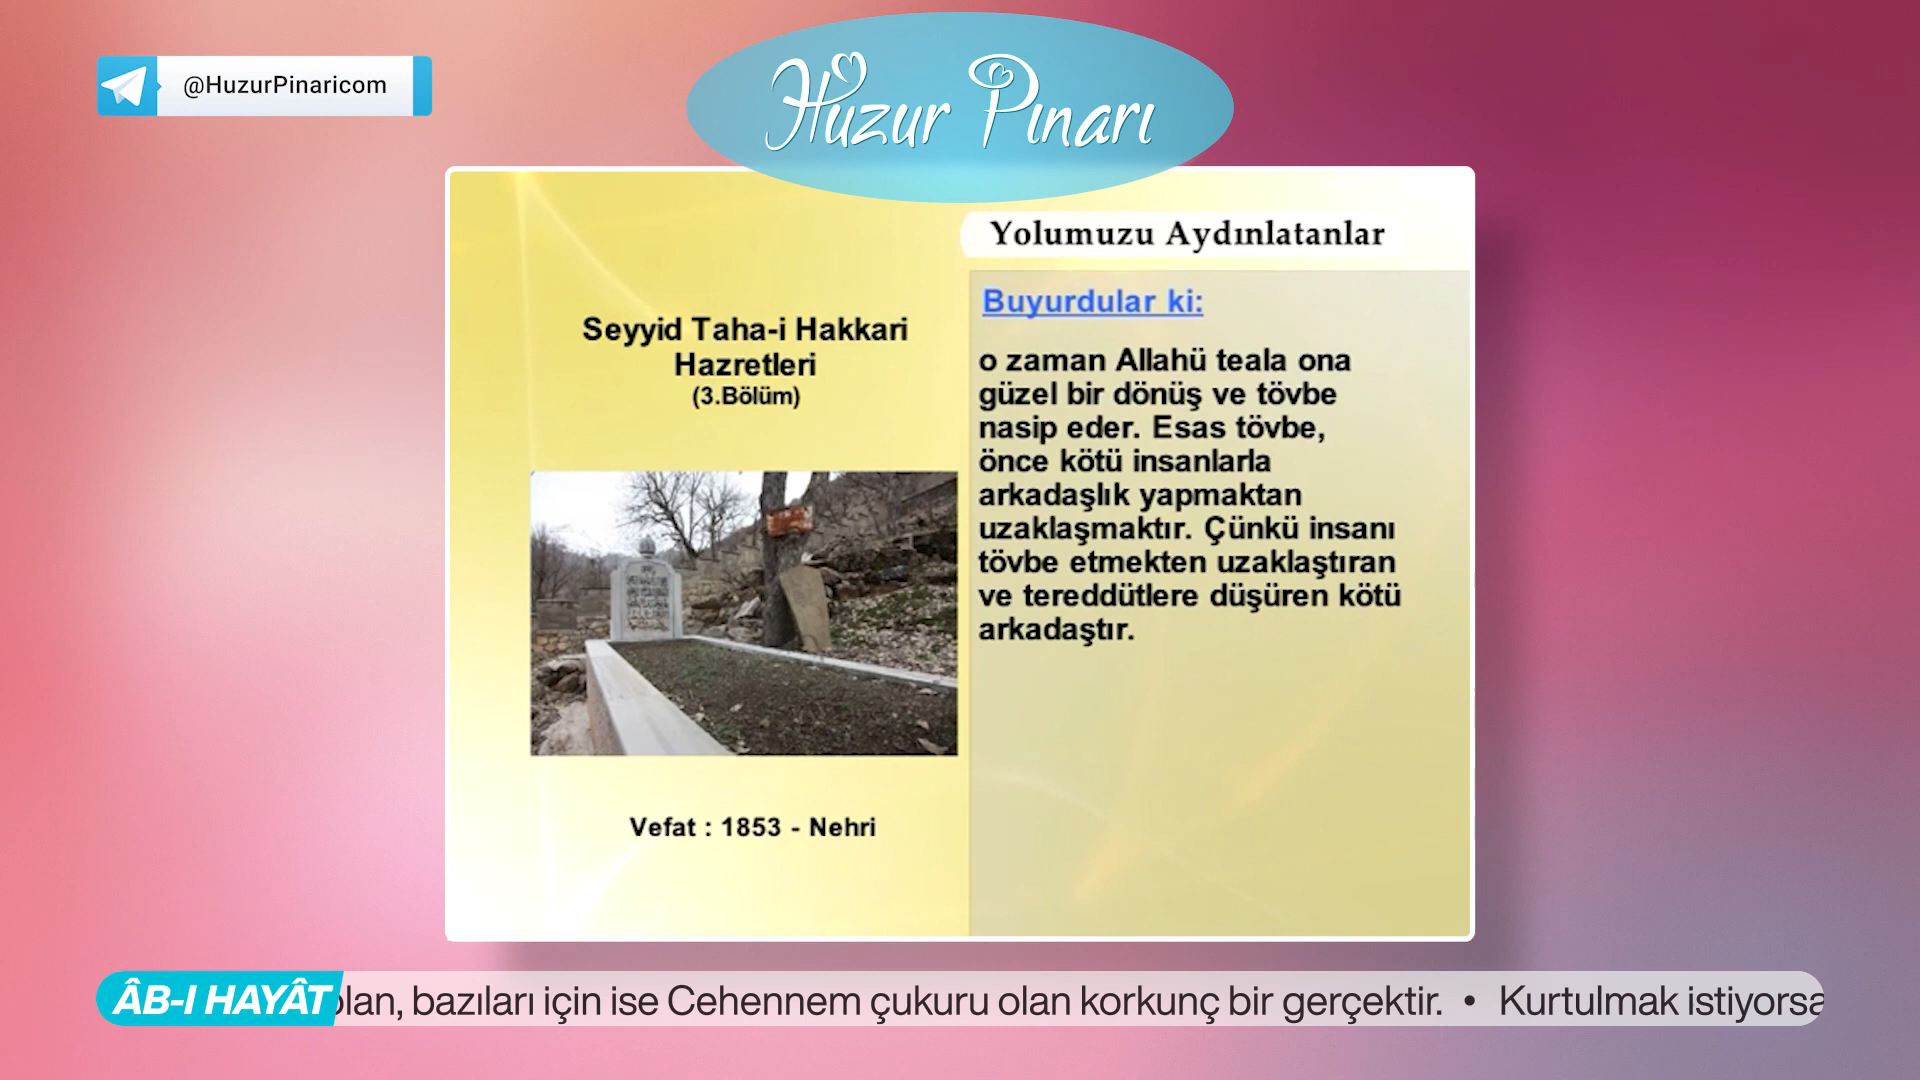 @HuzurPinaricom
Huzur Pınarı
Yolumuzu Aydınlatanlar
Seyyid Taha-i Hakkari
Hazretleri
(3.Bölüm)
Vefat : 1853 - Nehri
Buyurdular ki:
o zaman Allahü teala ona
güzel bir dönüş ve tövbe
nasip eder. Esas tövbe,
önce kötü insanlarla
arkadaşlık yapmaktan
uzaklaşmaktır. Çünkü insanı
tövbe etmekten uzaklaştıran
ve tereddütlere düşüren kötü
arkadaştır.
ÂB-I HAYÂT
olan, bazıları için ise Cehennem çukuru olan korkunç bir gerçektir. • Kurtulmak istiyorsa